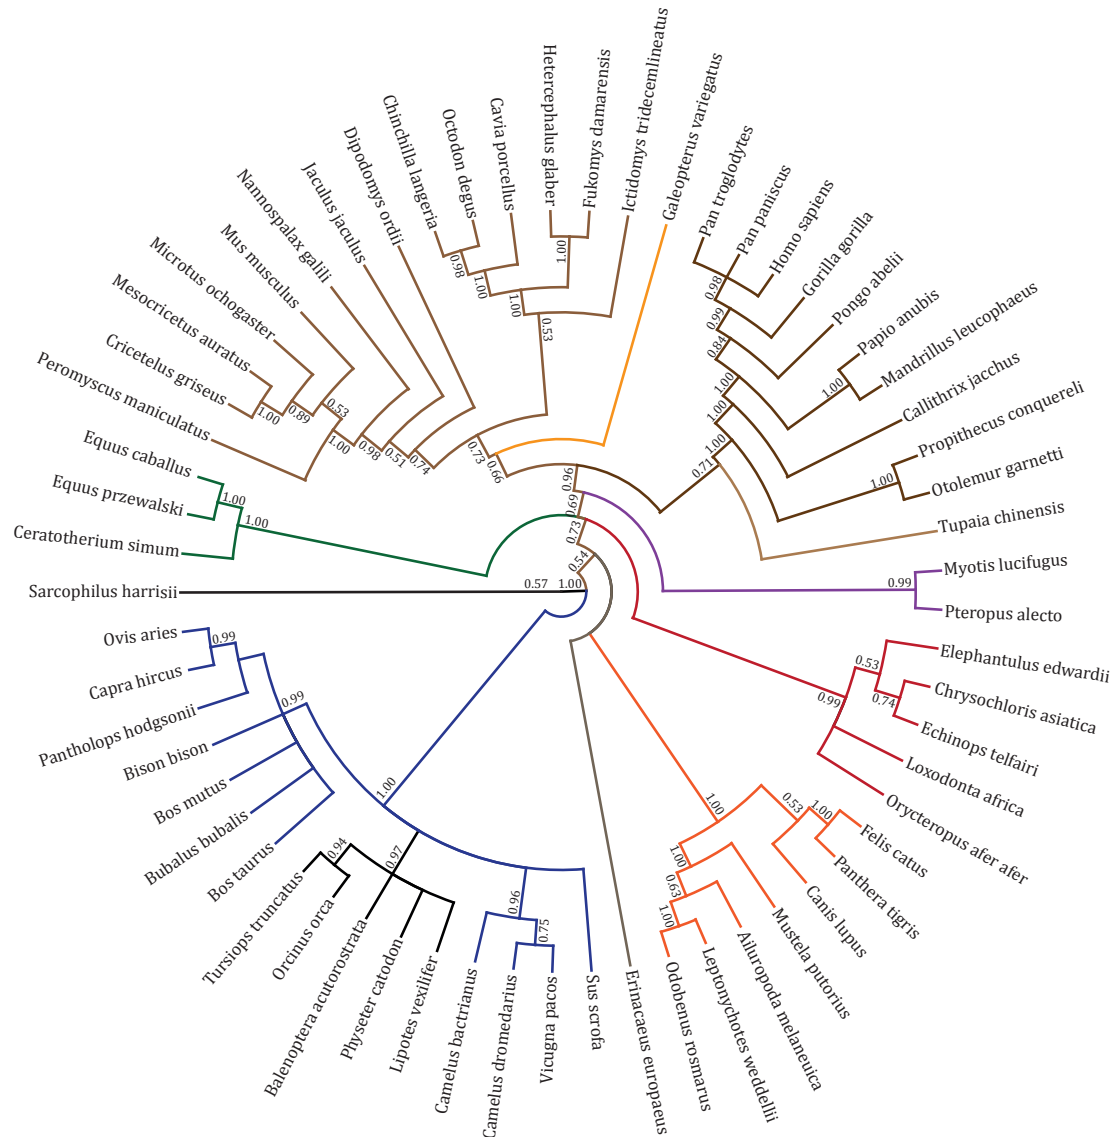 Pan troglodytes
Pan paniscus
Homo sapiens
Gorilla gorilla
Pongo abelii
Papio anubis
Mandrillus leucophaeus
Callithrix jacchus
Propithecus conquereli
Otolemur garnetti
Tupaia chinensis
Myotis lucifugus
Pteropus alecto
Elephantulus edwardii
Chrysochloris asiatica
Echinops telfairi
Loxodonta africa
Orycteropus afer afer
Felis catus
Panthera tigris
Canis lupus
Mustela putorius
Ailuropoda melaneuica
Leptonychotes weddellii
Odobenus rosmarus
Erinacaeus europaeus
Sus scrofa
Vicugna pacos
Camelus dromedarius
Camelus bactrianus
Lipotes vexilifer
Physeter catodon
Balenoptera acutorostrata
Orcinus orca
Tursiops truncatus
Bos taurus
Bubalus bubalis
Bos mutus
Bison bison
Pantholops hodgsonii
Capra hircus
Ovis aries
Sarcophilus harrisii
Ceratotherium simum
Equus przewalski
Equus caballus
Peromyscus maniculatus
Cricetelus griseus
Mesocricetus auratus
Microtus ochogaster
Mus musculus
Nannospalax galili
Jaculus jaculus
Dipodomys ordii
Chinchilla langeria
Octodon degus
Cavia porcellus
Hetercephalus glaber
Fukomys damarensis
Ictidomys tridecemlineatus
Galeopterus variegatus
0.98
0.99
0.84
1.00
1.00
1.00
1.00
0.71
1.00
0.99
0.53
0.74
0.99
0.53
1.00
1.00
1.00
0.63
1.00
0.96
0.75
0.97
0.94
1.00
0.99
0.99
0.57
1.00
1.00
1.00
1.00
0.89
0.53
1.00
0.98
0.51
0.74
0.98
1.00
1.00
1.00
0.53
0.73
0.66
0.96
0.69
0.73
0.54